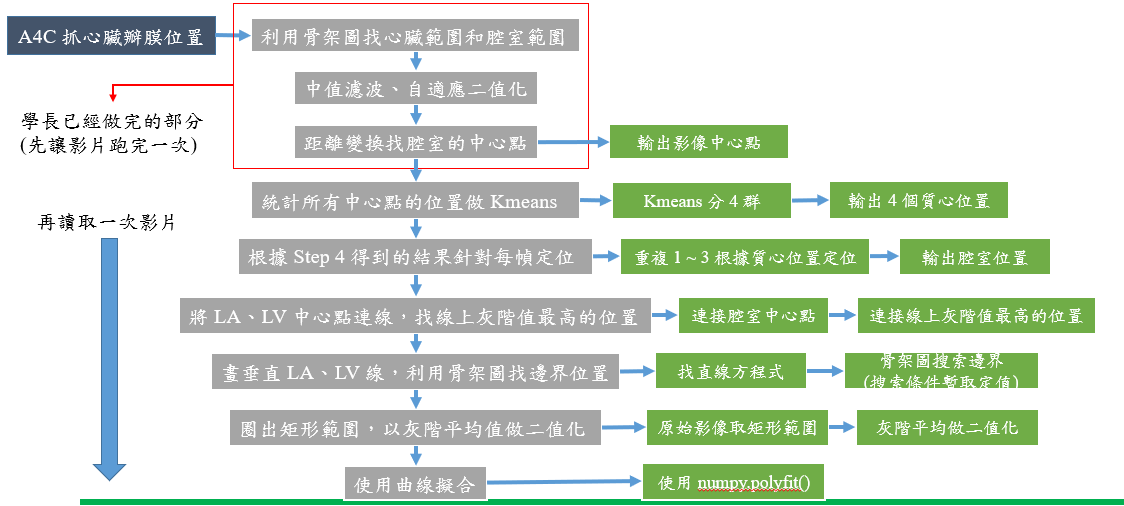 A4C 抓心臟瓣膜位置
利用骨架圖找心臟範圍和腔室範圍
中值濾波、自適應二值化
學長已經做完的部分
(先讓影片跑完一次)
距離變換找腔室的中心點
輸出影像中心點
統計所有中心點的位置做 Kmeans
Kmeans 分 4 群
輸出 4 個質心位置
再讀取一次影片
根據 Step 4 得到的結果針對每幀定位
重複 1 ~ 3 根據質心位置定位
輸出腔室位置
將 LA、LV 中心點連線，找線上灰階值最高的位置
連接腔室中心點
連接線上灰階值最高的位置
畫垂直 LA、LV 線，利用骨架圖找邊界位置
找直線方程式
骨架圖搜索邊界
(搜索條件暫取定值)
圈出矩形範圍，以灰階平均值做二值化
原始影像取矩形範圍
灰階平均做二值化
使用曲線擬合
使用 numpy.polyfit()